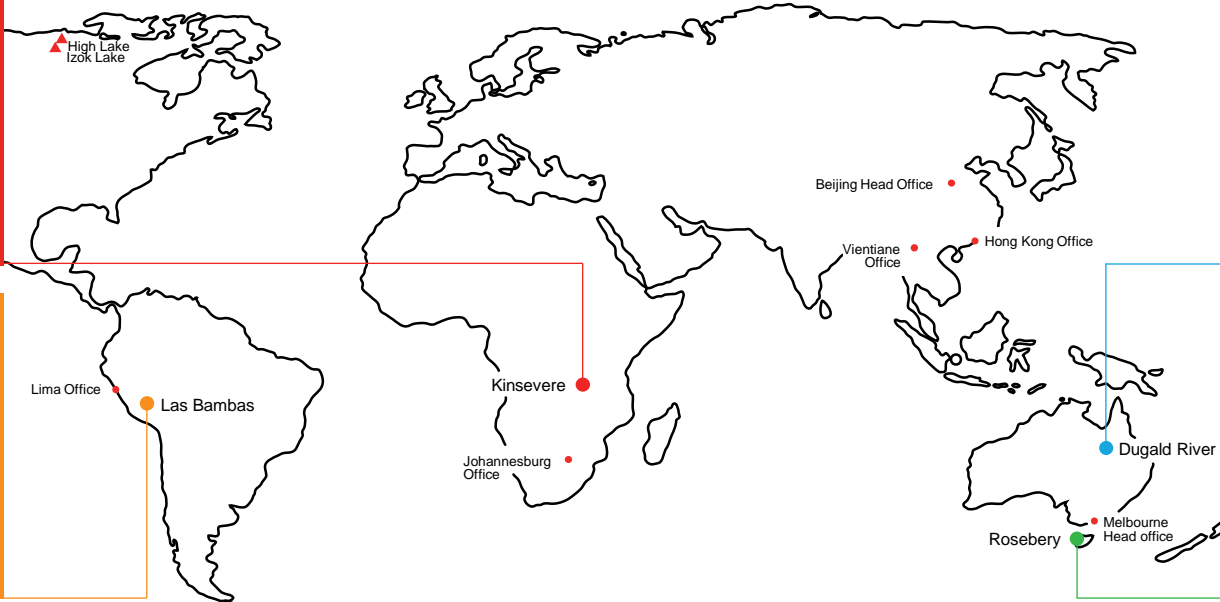 High Lake
Izok Lake
Beijing Head Office
Hong Kong Office
Vientiane
Office
Lima Office
Las Bambas
Kinsevere
Johannesburg
Office
Dugald River
Melbourne
Head office
Rosebery